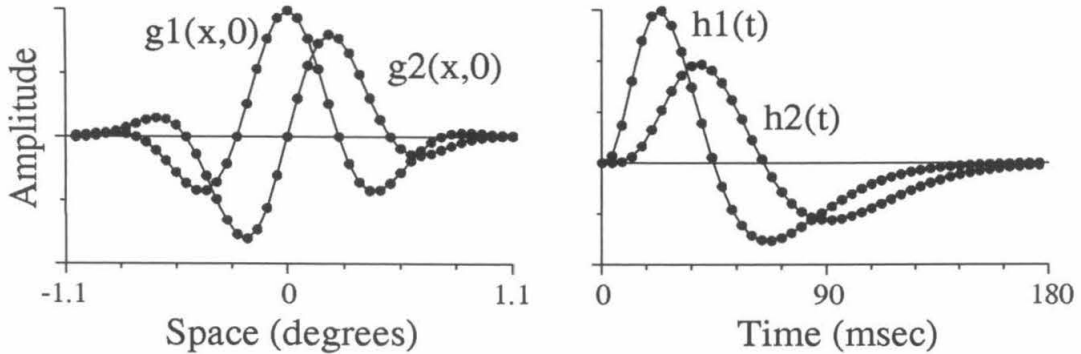 Amplitude
g1(x,0)
g2(x,0)
-1.1 0 1.1
Space (degrees)
h1(t)
h2(t)
0 90 180
Time (msec)